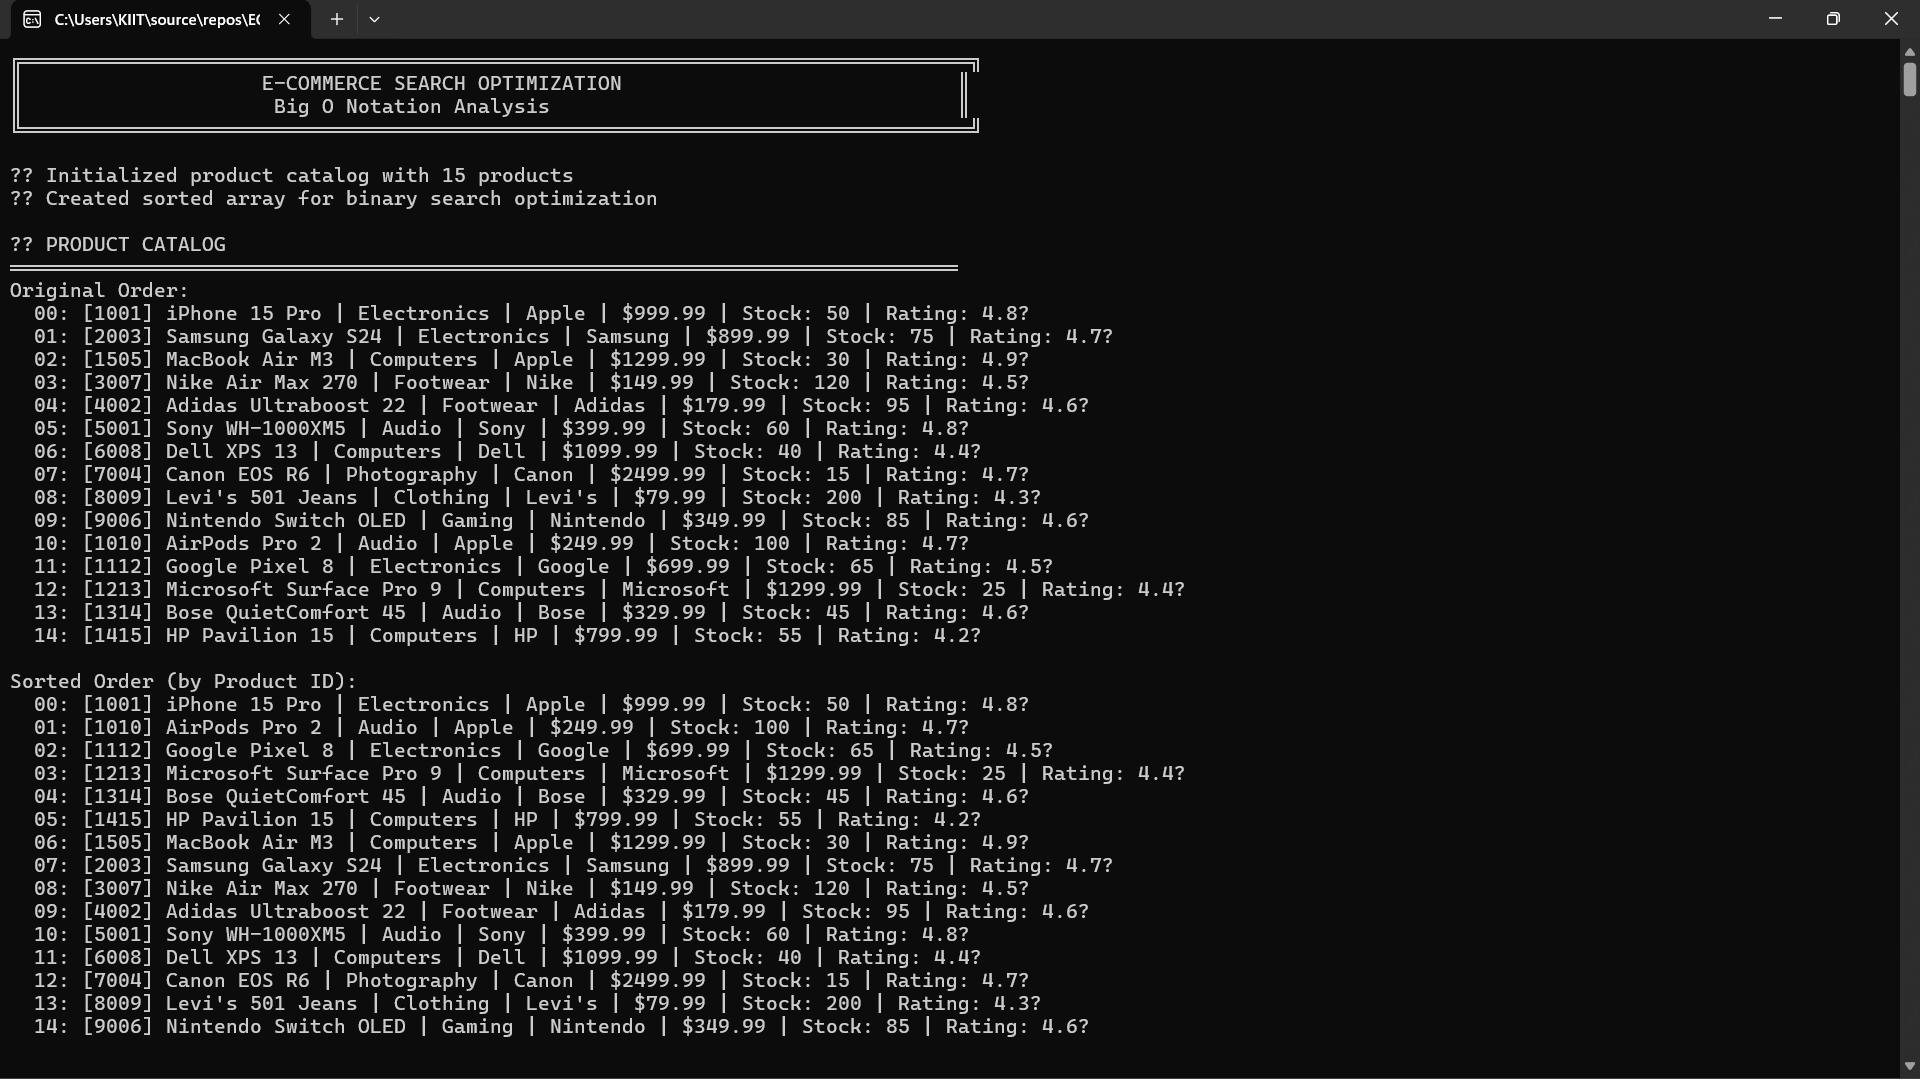 C:\Users\KIIT\source\repos\EC
E-COMMERCE SEARCH OPTIMIZATION
Big O Notation Analysis
?? Initialized product catalog with 15 products
?? Created sorted array for binary search optimization
?? PRODUCT CATALOG
Original Order:
00: [1001] iPhone 15 Pro | Electronics | Apple | $999.99 | Stock: 50 | Rating: 4.8?
01: [2003] Samsung Galaxy S24 | Electronics | Samsung | $899.99 | Stock: 75 | Rating: 4.7?
02: [1505] MacBook Air M3 | Computers | Apple | $1299.99 | Stock: 30 | Rating: 4.9?
03: [3007] Nike Air Max 270 | Footwear | Nike | $149.99 | Stock: 120 | Rating: 4.5?
04: [4002] Adidas Ultraboost 22 | Footwear | Adidas | $179.99 | Stock: 95 | Rating: 4.6?
05: [5001] Sony WH-1000XM5 | Audio | Sony | $399.99 | Stock: 60 | Rating: 4.8?
06: [6008] Dell XPS 13 | Computers | Dell | $1099.99 | Stock: 40 | Rating: 4.4?
07: [7004] Canon EOS R6 | Photography | Canon | $2499.99 | Stock: 15 | Rating: 4.7?
08: [8009] Levi's 501 Jeans | Clothing | Levi's | $79.99 | Stock: 200 | Rating: 4.3?
09: [9006] Nintendo Switch OLED | Gaming | Nintendo | $349.99 | Stock: 85 | Rating: 4.6?
10: [1010] AirPods Pro 2 | Audio | Apple | $249.99 | Stock: 100 | Rating: 4.7?
11: [1112] Google Pixel 8 | Electronics | Google | $699.99 | Stock: 65 | Rating: 4.5?
12: [1213] Microsoft Surface Pro 9 | Computers | Microsoft | $1299.99 | Stock: 25 | Rating: 4.4?
13: [1314] Bose QuietComfort 45 | Audio | Bose | $329.99 | Stock: 45 | Rating: 4.6?
14: [1415] HP Pavilion 15 | Computers | HP | $799.99 | Stock: 55 | Rating: 4.2?
Sorted Order (by Product ID):
00: [1001] iPhone 15 Pro | Electronics | Apple | $999.99 | Stock: 50 | Rating: 4.8?
01: [1010] AirPods Pro 2 | Audio | Apple | $249.99 | Stock: 100 | Rating: 4.7?
02: [1112] Google Pixel 8 | Electronics | Google | $699.99 | Stock: 65 | Rating: 4.5?
03: [1213] Microsoft Surface Pro 9 | Computers | Microsoft | $1299.99 | Stock: 25 | Rating: 4.4?
04: [1314] Bose QuietComfort 45 | Audio | Bose | $329.99 | Stock: 45 | Rating: 4.6?
05: [1415] HP Pavilion 15 | Computers | HP | $799.99 | Stock: 55 | Rating: 4.2?
06: [1505] MacBook Air M3 | Computers | Apple | $1299.99 | Stock: 30 | Rating: 4.9?
07: [2003] Samsung Galaxy S24 | Electronics | Samsung | $899.99 | Stock: 75 | Rating: 4.7?
08: [3007] Nike Air Max 270 | Footwear | Nike | $149.99 | Stock: 120 | Rating: 4.5?
09: [4002] Adidas Ultraboost 22 | Footwear | Adidas | $179.99 | Stock: 95 | Rating: 4.6?
10: [5001] Sony WH-1000XM5 | Audio | Sony | $399.99 | Stock: 60 | Rating: 4.8?
11: [6008] Dell XPS 13 | Computers | Dell | $1099.99 | Stock: 40 | Rating: 4.4?
12: [7004] Canon EOS R6 | Photography | Canon | $2499.99 | Stock: 15 | Rating: 4.7?
13: [8009] Levi's 501 Jeans | Clothing | Levi's | $79.99 | Stock: 200 | Rating: 4.3?
14: [9006] Nintendo Switch OLED | Gaming | Nintendo | $349.99 | Stock: 85 | Rating: 4.6?